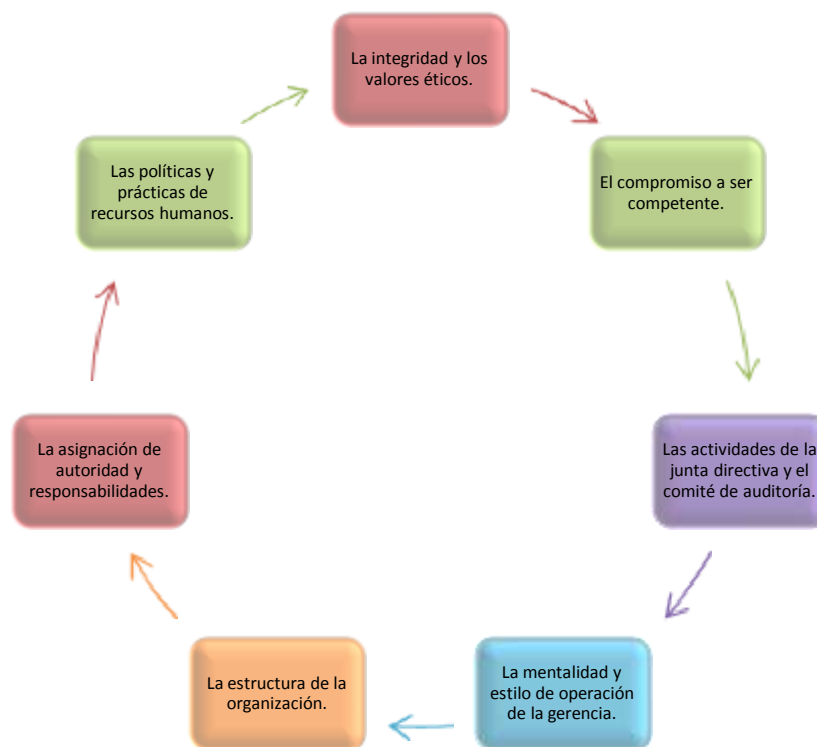 La integridad y los
valores éticos.
El compromiso a ser
competente.
Las actividades de la
junta directiva y el
comité de auditoría.
La mentalidad y
estilo de operación
de la gerencia.
La estructura de la
organización.
La asignación de
autoridad y
responsabilidades.
Las políticas y
prácticas de
recursos humanos.